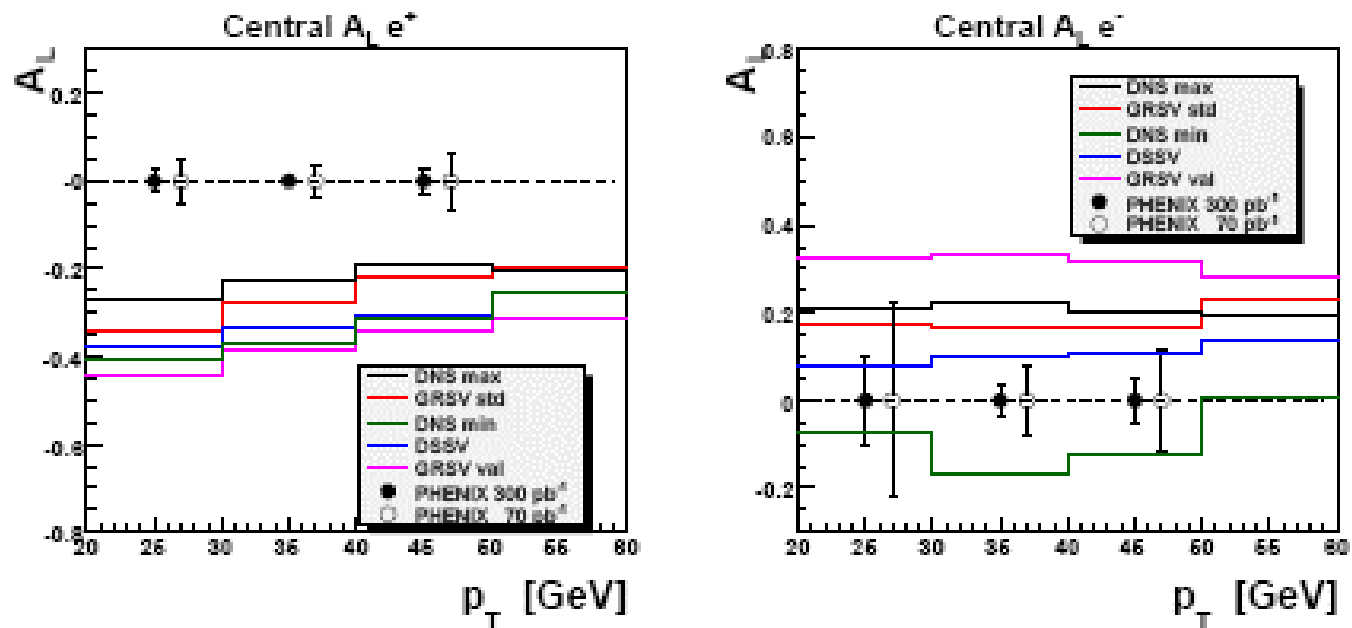 Central A_L e⁺
A_L
0.2
-0
-0.2
-0.4
-0.6
-0.8
20 25 30 35 40 45 50 55 60
p_T [GeV]
DNS max
GRSV std
DNS min
DSSV
GRSV val
PHENIX 300 pb⁻¹
PHENIX 70 pb⁻¹
Central A_L e⁻
A_L
0.8
0.6
0.4
0.2
0
-0.2
20 25 30 35 40 45 50 55 60
p_T [GeV]
DNS max
GRSV std
DNS min
DSSV
GRSV val
PHENIX 300 pb⁻¹
PHENIX 70 pb⁻¹